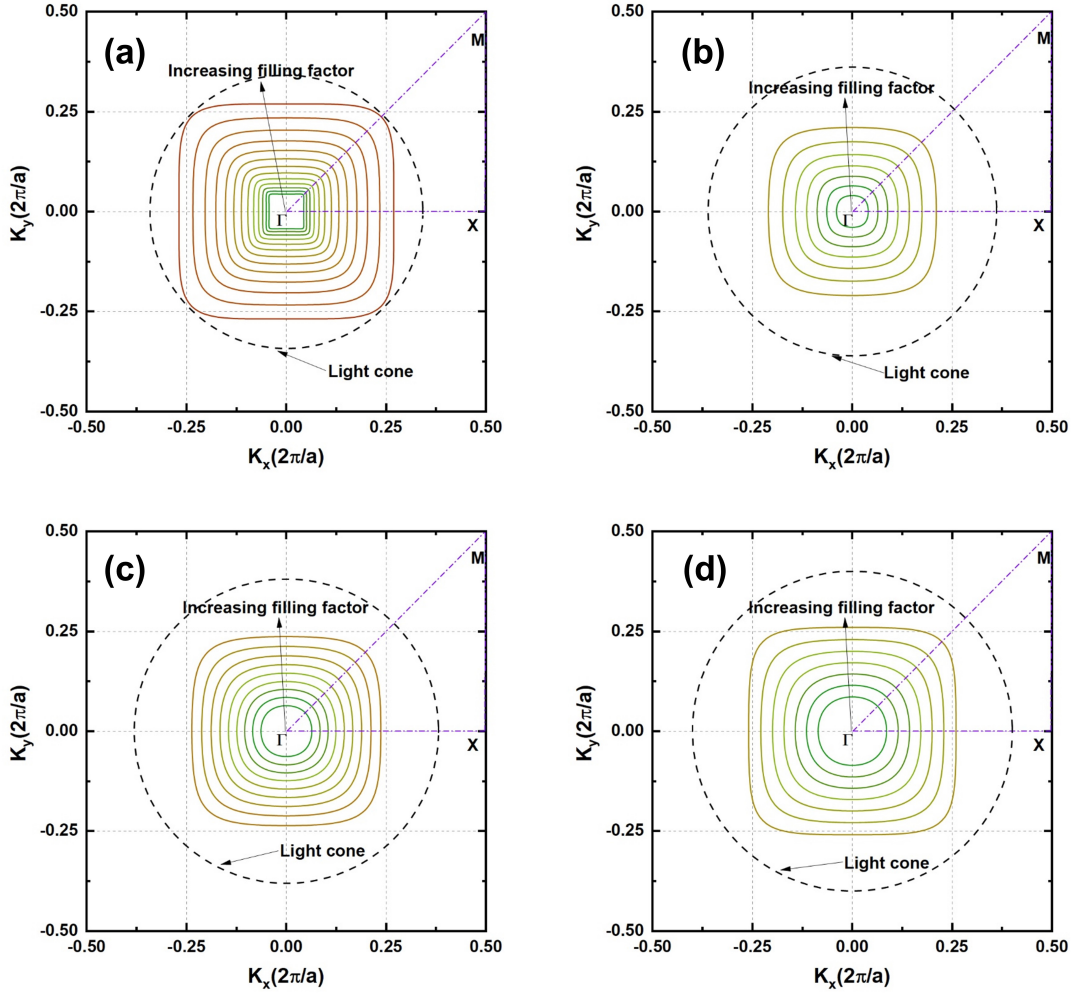 (a)
0.50
0.25
0.00
-0.25
-0.50
-0.50
-0.25
0.00
0.25
0.50
Ky(2π/a)
Kx(2π/a)
M
X
Γ
Increasing filling factor
Light cone
(b)
0.50
0.25
0.00
-0.25
-0.50
-0.50
-0.25
0.00
0.25
0.50
Ky(2π/a)
Kx(2π/a)
M
X
Γ
Increasing filling factor
Light cone
(c)
0.50
0.25
0.00
-0.25
-0.50
-0.50
-0.25
0.00
0.25
0.50
Ky(2π/a)
Kx(2π/a)
M
X
Γ
Increasing filling factor
Light cone
(d)
0.50
0.25
0.00
-0.25
-0.50
-0.50
-0.25
0.00
0.25
0.50
Ky(2π/a)
Kx(2π/a)
M
X
Γ
Increasing filling factor
Light cone